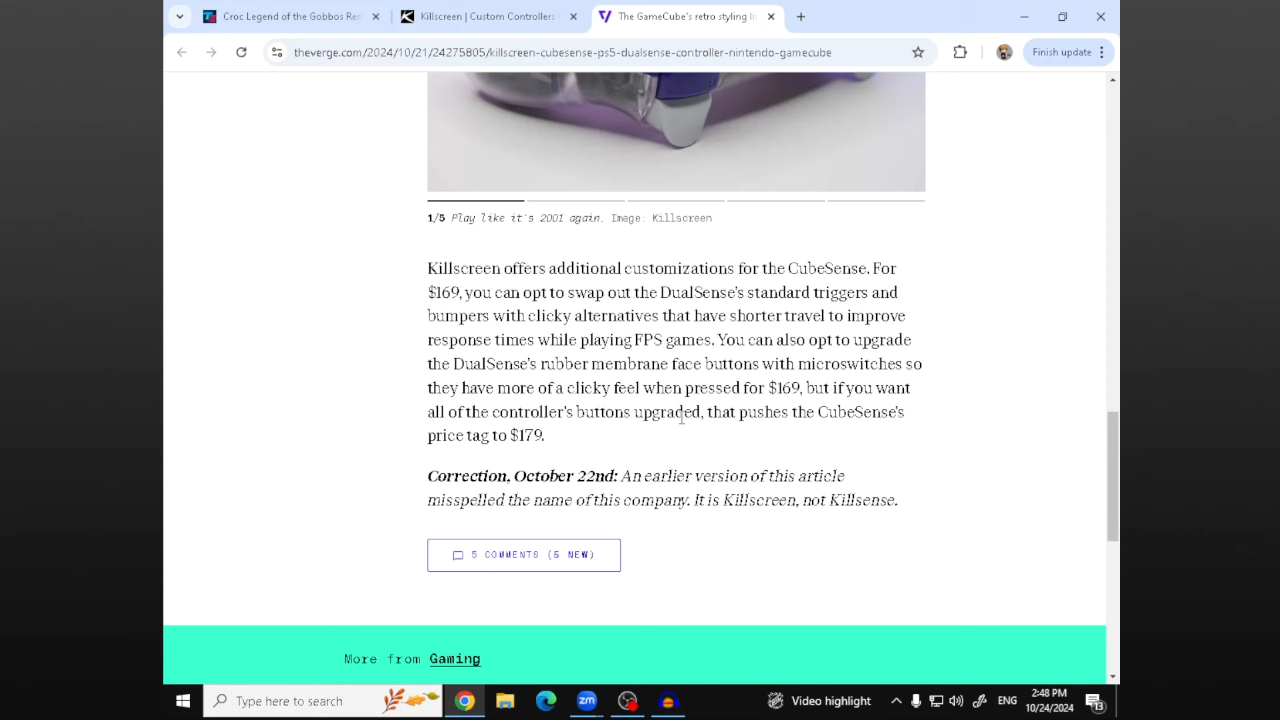 Croc Legend of the Gobbos Re
Killscreen | Custom Controllers
The GameCube's retro styling li
theverge.com/2024/10/21/24275805/killscreen-cubesense-ps5-dualsense-controller-nintendo-gamecube
Finish update
1/5 Play like it's 2001 again. Image: Killscreen
Killscreen offers additional customizations for the CubeSense. For
$169, you can opt to swap out the DualSense's standard triggers and
bumpers with clicky alternatives that have shorter travel to improve
response times while playing FPS games. You can also opt to upgrade
the DualSense's rubber membrane face buttons with microswitches so
they have more of a clicky feel when pressed for $169, but if you want
all of the controller's buttons upgraded, that pushes the CubeSense's
price tag to $179.
Correction, October 22nd: An earlier version of this article
misspelled the name of this company. It is Killscreen, not Killsense.
5 COMMENTS (5 NEW)
More from Gaming
Type here to search
zm
Video highlight
ENG
2:48 PM
10/24/2024
13